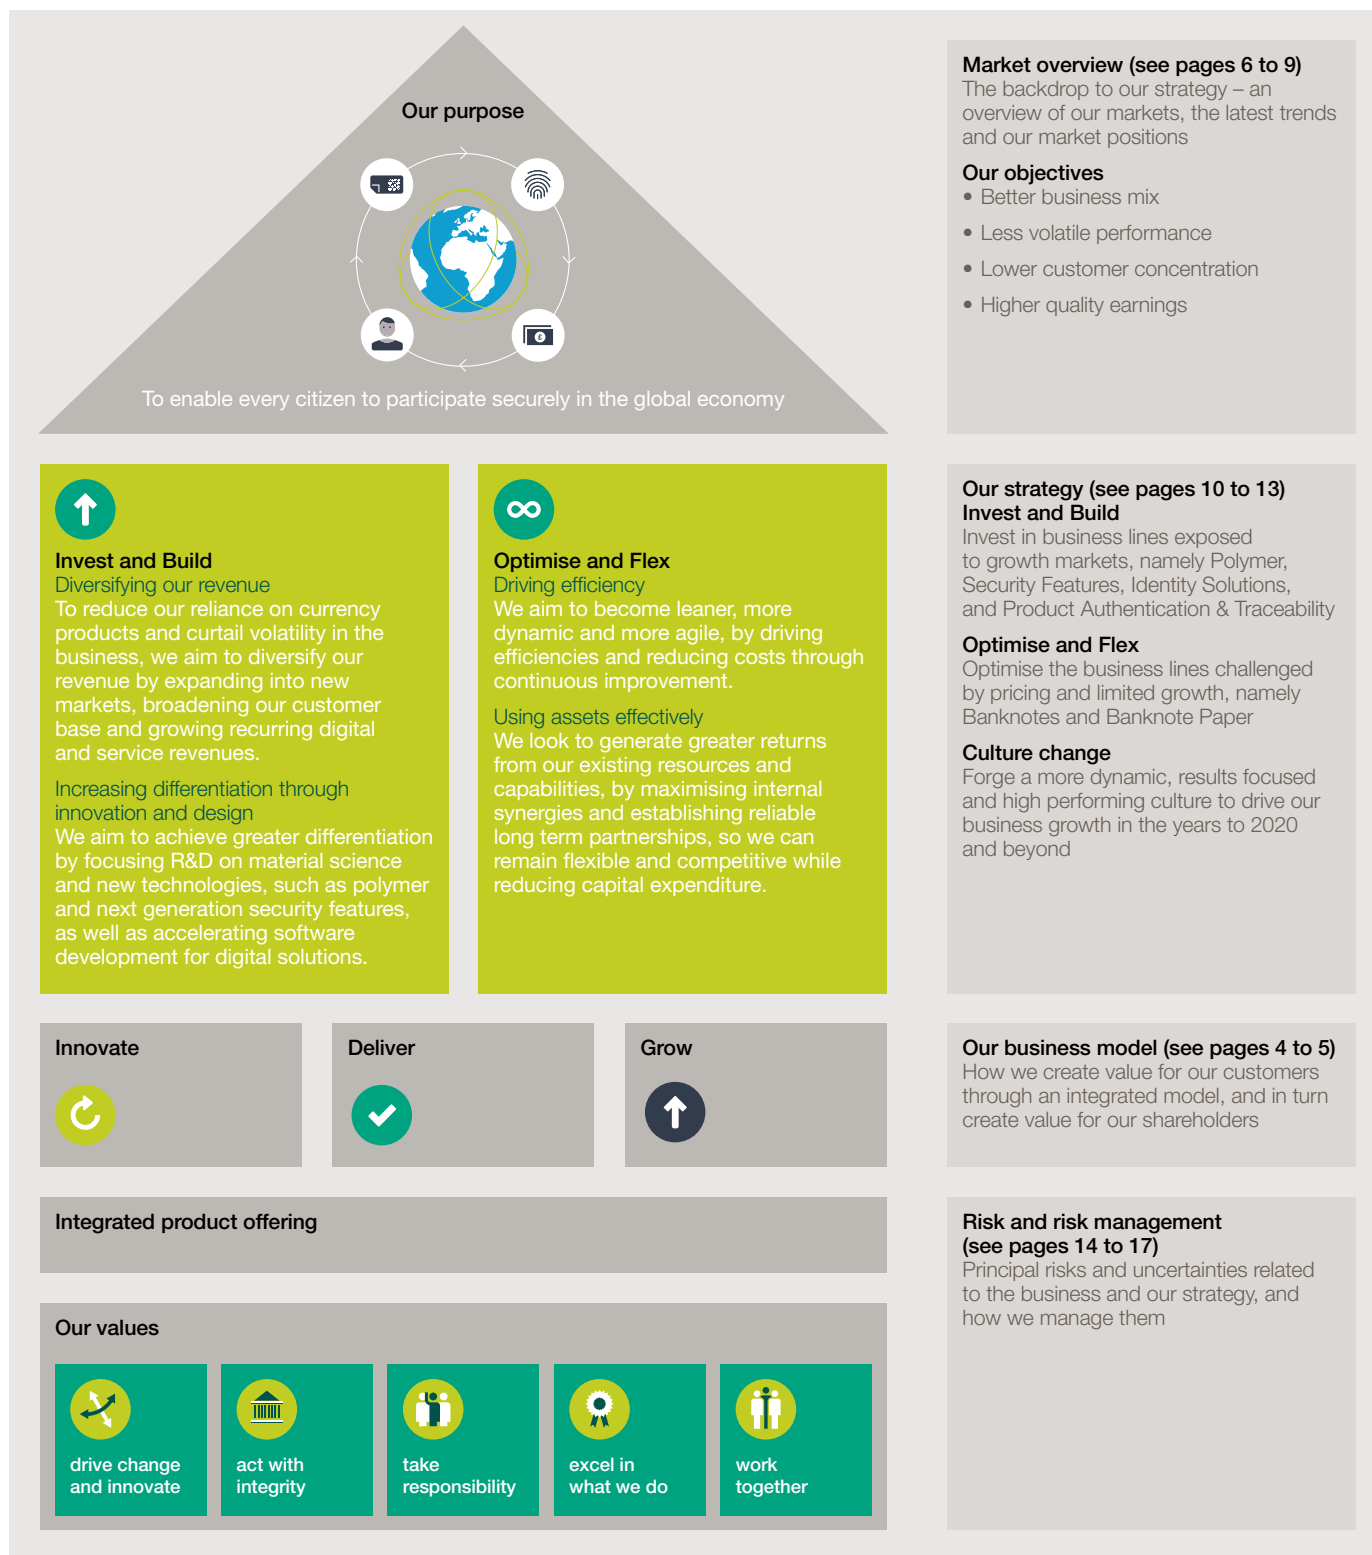 Our purpose
To enable every citizen to participate securely in the global economy
Market overview (see pages 6 to 9)
The backdrop to our strategy – an
overview of our markets, the latest trends
and our market positions
Our objectives
• Better business mix
• Less volatile performance
• Lower customer concentration
• Higher quality earnings
Invest and Build
Diversifying our revenue
To reduce our reliance on currency
products and curtail volatility in the
business, we aim to diversify our
revenue by expanding into new
markets, broadening our customer
base and growing recurring digital
and service revenues.
Increasing differentiation through
innovation and design
We aim to achieve greater differentiation
by focusing R&D on material science
and new technologies, such as polymer
and next generation security features,
as well as accelerating software
development for digital solutions.
Optimise and Flex
Driving efficiency
We aim to become leaner, more
dynamic and more agile, by driving
efficiencies and reducing costs through
continuous improvement.
Using assets effectively
We look to generate greater returns
from our existing resources and
capabilities, by maximising internal
synergies and establishing reliable
long term partnerships, so we can
remain flexible and competitive while
reducing capital expenditure.
Our strategy (see pages 10 to 13)
Invest and Build
Invest in business lines exposed
to growth markets, namely Polymer,
Security Features, Identity Solutions,
and Product Authentication & Traceability
Optimise and Flex
Optimise the business lines challenged
by pricing and limited growth, namely
Banknotes and Banknote Paper
Culture change
Forge a more dynamic, results focused
and high performing culture to drive our
business growth in the years to 2020
and beyond
Innovate
Deliver
Grow
Our business model (see pages 4 to 5)
How we create value for our customers
through an integrated model, and in turn
create value for our shareholders
Integrated product offering
Risk and risk management
(see pages 14 to 17)
Principal risks and uncertainties related
to the business and our strategy, and
how we manage them
Our values
drive change
and innovate
act with
integrity
take
responsibility
excel in
what we do
work
together